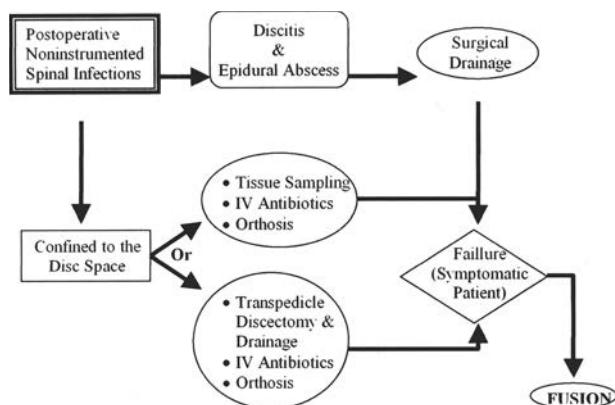 Postoperative
Noninstrumented
Spinal Infections
Discitis
&
Epidural Abscess
Surgical
Drainage
• Tissue Sampling
• IV Antibiotics
• Orthosis
Confined to the
Disc Space
Or
Faillure
(Symptomatic
Patient)
• Transpedicle
Discectomy &
Drainage
• IV Antibiotics
• Orthosis
FUSION